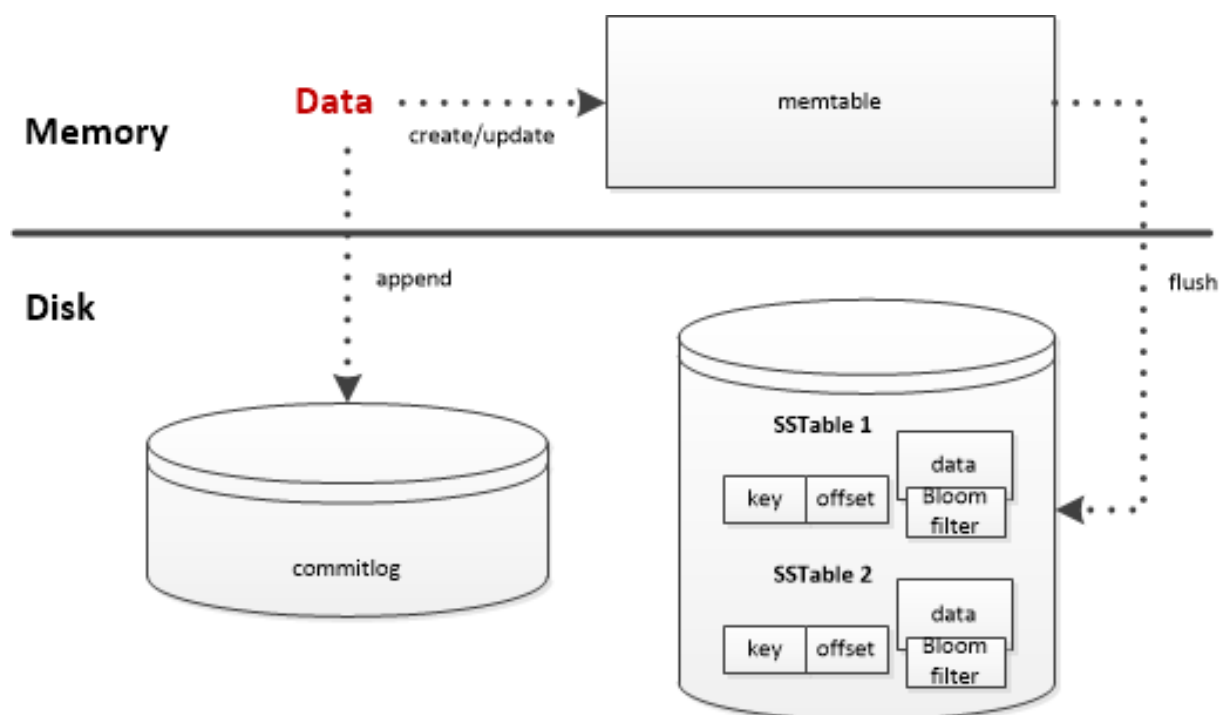 Data
memtable
create/update
Memory
append
flush
Disk
SSTable 1
data
key
offset
Bloom
filter
commitlog
SSTable 2
data
key
offset
Bloom
filter